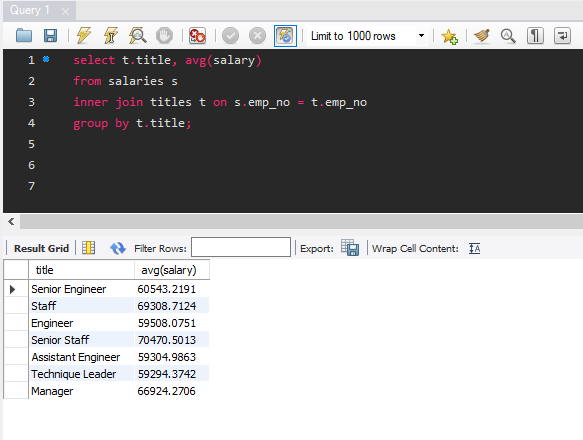 Query 1
Limit to 1000 rows
1 select t.title, avg(salary)
2 from salaries s
3 inner join titles t on s.emp_no = t.emp_no
4 group by t.title;
5
6
7
Result Grid Filter Rows: Export: Wrap Cell Content:
title avg(salary)
Senior Engineer 60543.2191
Staff 69308.7124
Engineer 59508.0751
Senior Staff 70470.5013
Assistant Engineer 59304.9863
Technique Leader 59294.3742
Manager 66924.2706